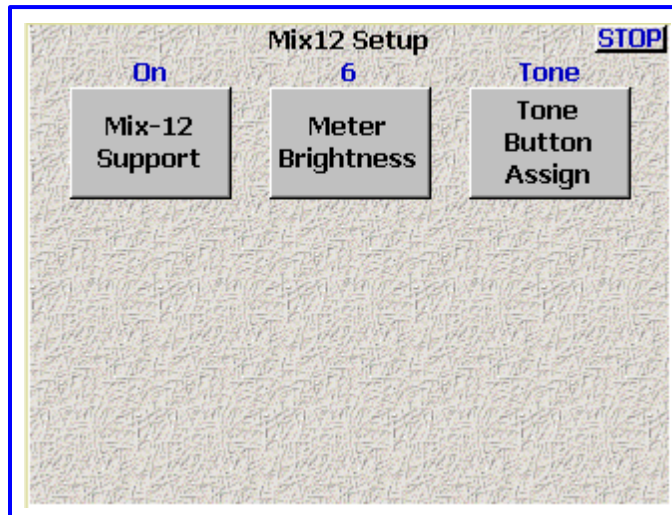 Mix12 Setup STOP
On 6 Tone
Mix-12
Support
Meter
Brightness
Tone
Button
Assign